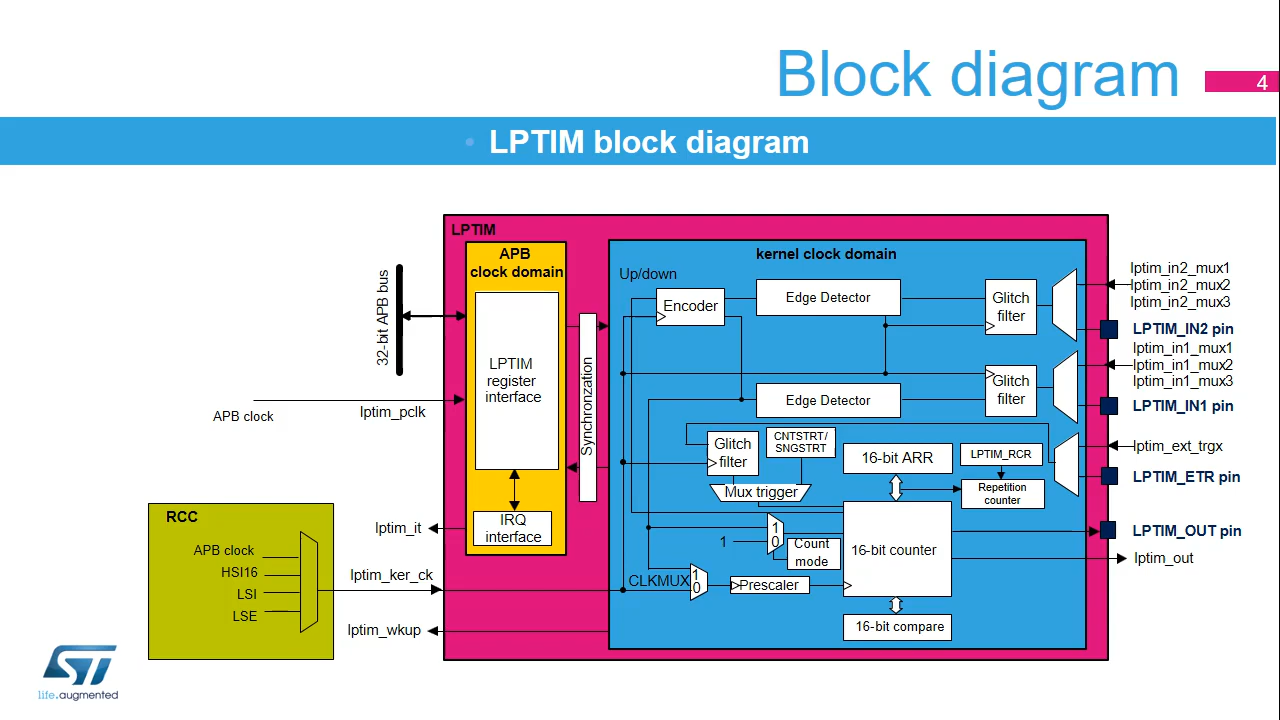 Block diagram
4
• LPTIM block diagram
LPTIM
APB
clock domain
kernel clock domain
32-bit APB bus
LPTIM
register
interface
Synchronization
IRQ
interface
APB clock
lptim_pclk
lptim_it
lptim_ker_ck
lptim_wkup
RCC
APB clock
HSI16
LSI
LSE
Up/down
Encoder
Edge Detector
Glitch
filter
Edge Detector
Glitch
filter
Glitch
filter
CNTSTRT/
SNGSTRT
Mux trigger
16-bit ARR
LPTIM_RCR
Repetition
counter
1
0
1
Count
mode
16-bit counter
CLKMUX
1
0
Prescaler
16-bit compare
lptim_in2_mux1
lptim_in2_mux2
lptim_in2_mux3
LPTIM_IN2 pin
lptim_in1_mux1
lptim_in1_mux2
lptim_in1_mux3
LPTIM_IN1 pin
lptim_ext_trgx
LPTIM_ETR pin
LPTIM_OUT pin
lptim_out
ST
life.augmented